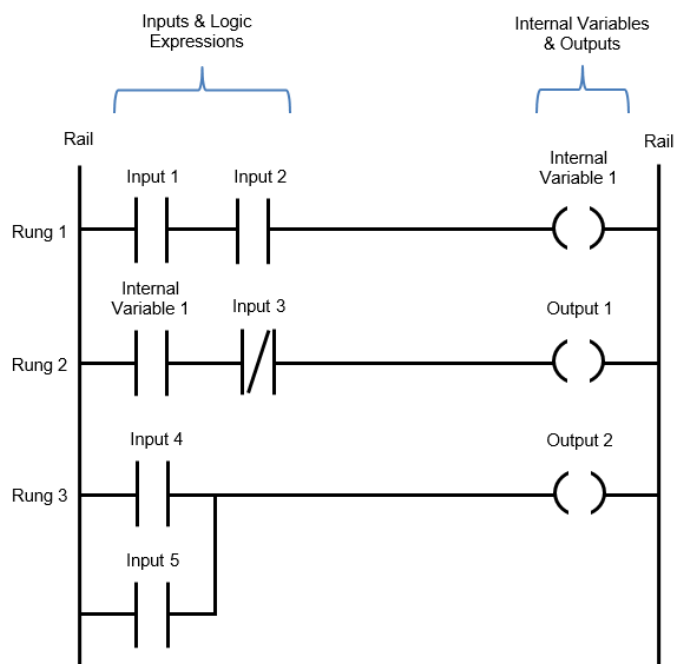 Inputs & Logic
Expressions
Internal Variables
& Outputs
Rail
Rail
Input 1
Input 2
Internal
Variable 1
Rung 1
Internal
Variable 1
Input 3
Output 1
Rung 2
Input 4
Output 2
Rung 3
Input 5